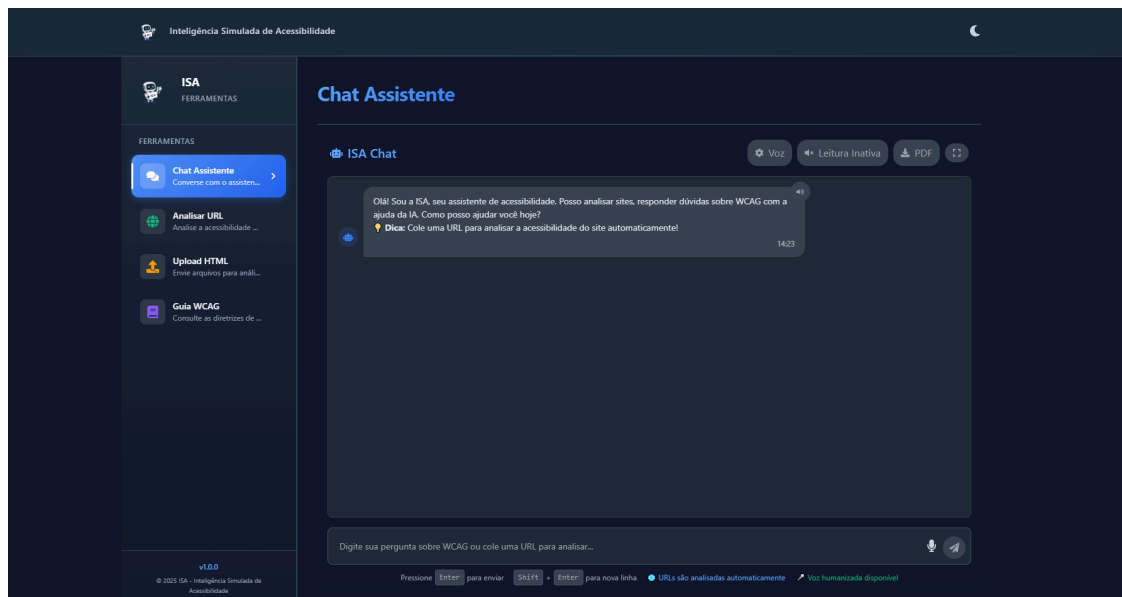 Inteligência Simulada de Acessibilidade
ISA
FERRAMENTAS
FERRAMENTAS
Chat Assistente
Converse com o assisten...
Analisar URL
Analise a acessibilidade ...
Upload HTML
Envie arquivos para análi...
Guia WCAG
Consulte as diretrizes de ...
v1.0.0
© 2025 ISA - Inteligência Simulada de
Acessibilidade
Chat Assistente
ISA Chat
Voz
Leitura Inativa
PDF
Olá! Sou a ISA, seu assistente de acessibilidade. Posso analisar sites, responder dúvidas sobre WCAG com a
ajuda da IA. Como posso ajudar você hoje?
Dica: Cole uma URL para analisar a acessibilidade do site automaticamente!
14:23
Digite sua pergunta sobre WCAG ou cole uma URL para analisar...
Pressione Enter para enviar Shift + Enter para nova linha URLs são analisadas automaticamente Voz humanizada disponível